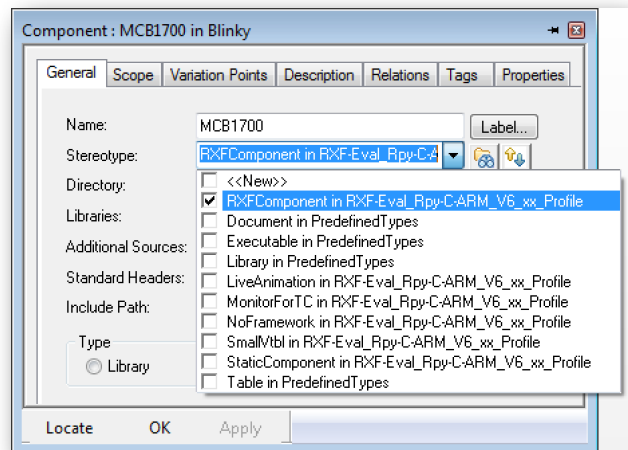 Component : MCB1700 in Blinky
General Scope Variation Points Description Relations Tags Properties
Name: MCB1700 Label...
Stereotype: RXFComponent in RXF-Eval_Rpy-C-A
Directory: <<New>>
RXFComponent in RXF-Eval_Rpy-C-ARM_V6_xx_Profile
Libraries: Document in PredefinedTypes
Additional Sources: Executable in PredefinedTypes
Library in PredefinedTypes
Standard Headers: LiveAnimation in RXF-Eval_Rpy-C-ARM_V6_xx_Profile
Include Path: MonitorForTC in RXF-Eval_Rpy-C-ARM_V6_xx_Profile
NoFramework in RXF-Eval_Rpy-C-ARM_V6_xx_Profile
Type SmallVtbl in RXF-Eval_Rpy-C-ARM_V6_xx_Profile
Library StaticComponent in RXF-Eval_Rpy-C-ARM_V6_xx_Profile
Table in PredefinedTypes
Locate OK Apply